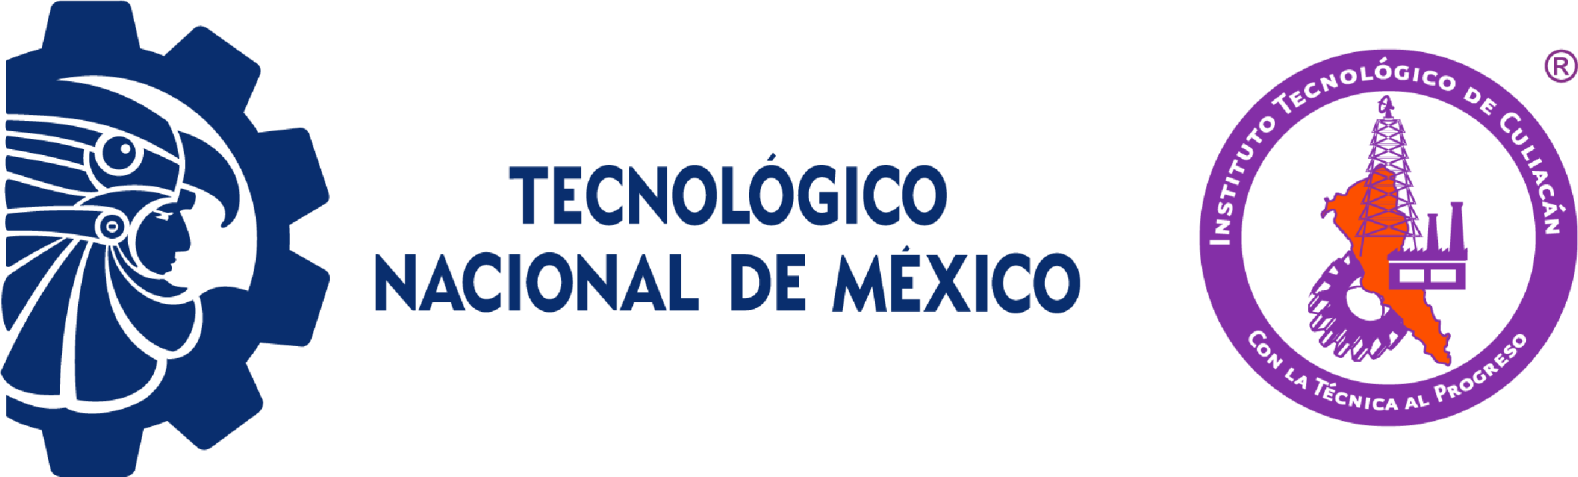 TECNOLÓGICO
NACIONAL DE MÉXICO
INSTITUTO TECNOLÓGICO DE CULIACÁN
CON LA TÉCNICA AL PROGRESO
®